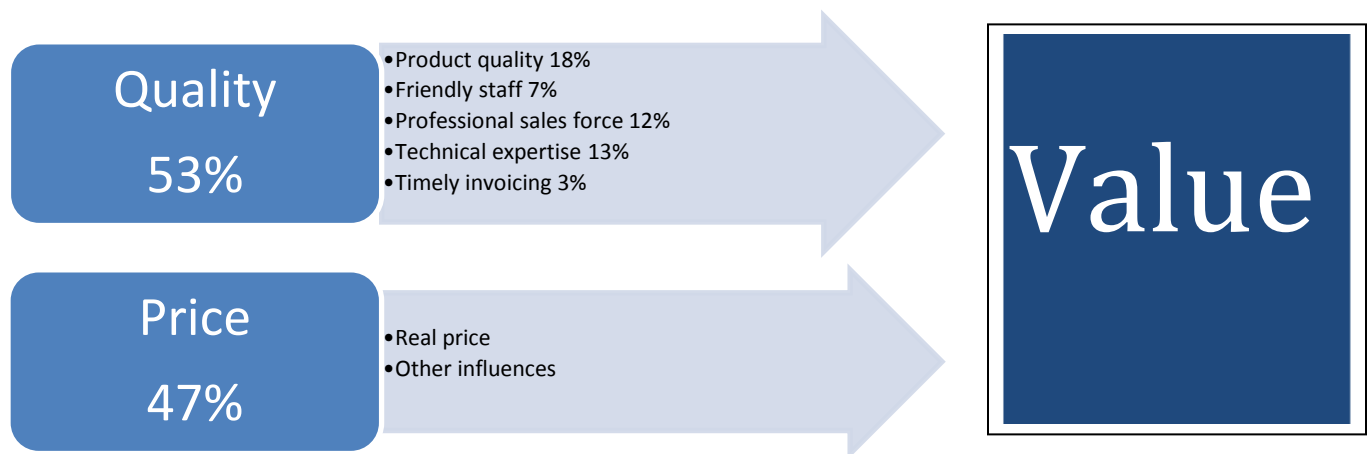 Quality
53%
•Product quality 18%
•Friendly staff 7%
•Professional sales force 12%
•Technical expertise 13%
•Timely invoicing 3%
Price
47%
•Real price
•Other influences
Value